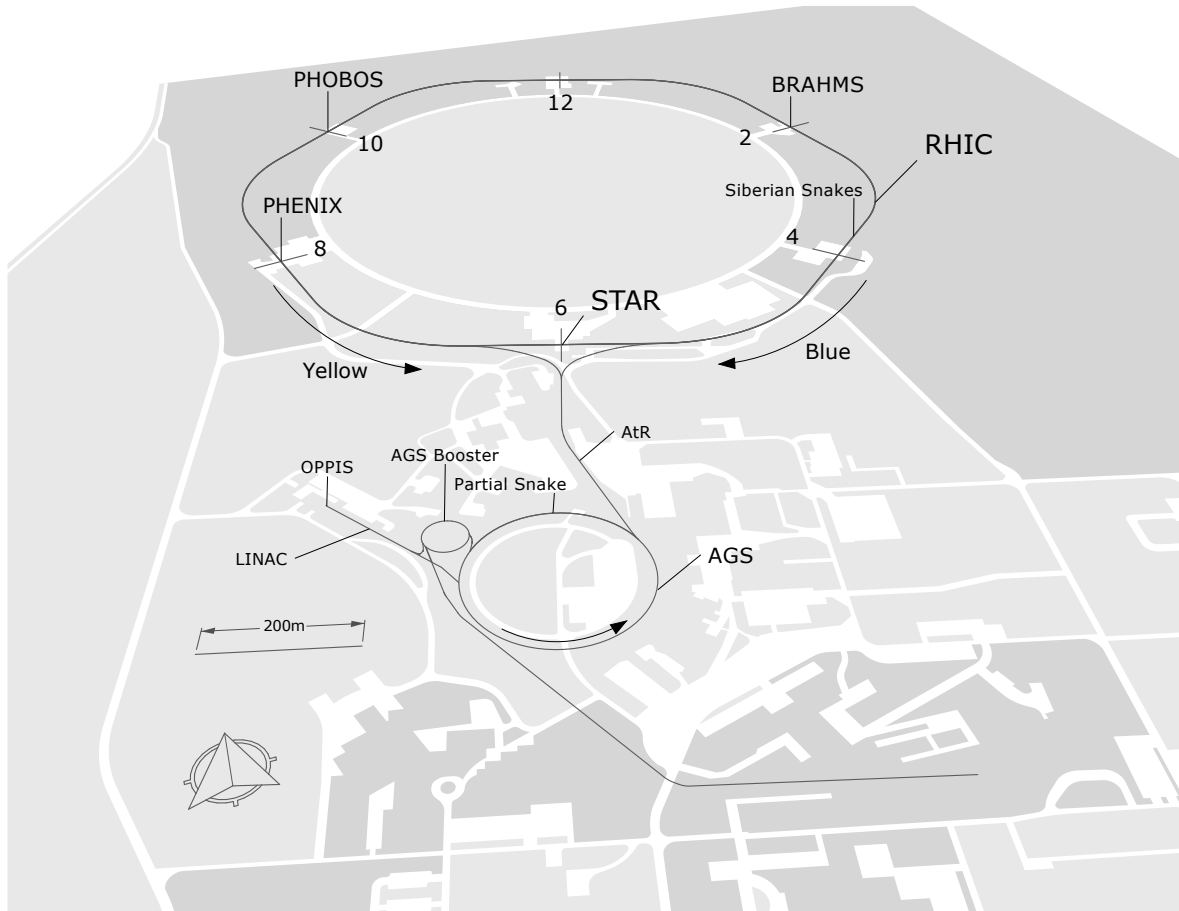 PHOBOS
12
BRAHMS
10
2
RHIC
Siberian Snakes
PHENIX
8
4
6
STAR
Yellow
Blue
AtR
AGS Booster
OPPIS
Partial Snake
LINAC
AGS
200m